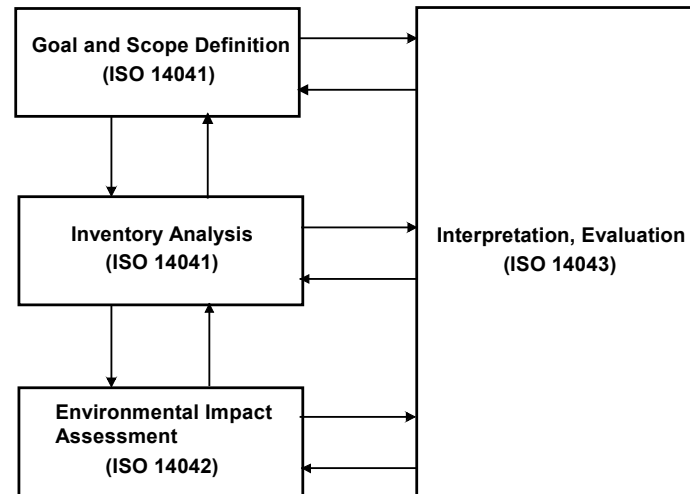 Goal and Scope Definition
(ISO 14041)
Inventory Analysis
(ISO 14041)
Interpretation, Evaluation
(ISO 14043)
Environmental Impact
Assessment
(ISO 14042)